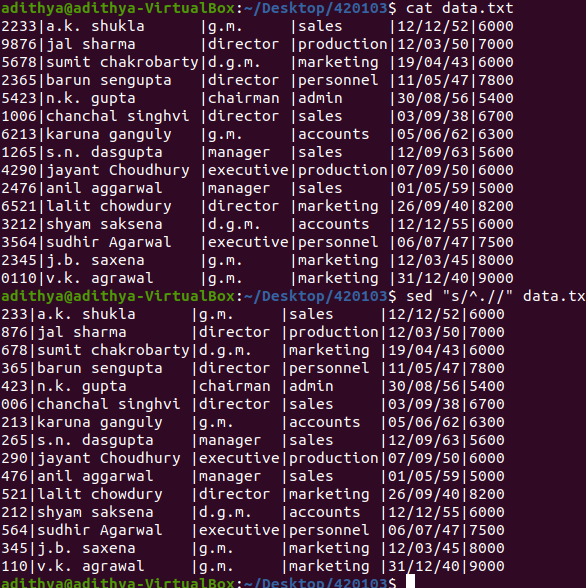 adithya@adithya-VirtualBox:~/Desktop/420103$ cat data.txt
2233|a.k. shukla     |g.m.     |sales     |12/12/52|6000
9876|jal sharma      |director |production|12/03/50|7000
5678|sumit chakrobarty|d.g.m.   |marketing |19/04/43|6000
2365|barun sengupta  |director |personnel |11/05/47|7800
5423|n.k. gupta      |chairman |admin     |30/08/56|5400
1006|chanchal singhvi |director |sales     |03/09/38|6700
6213|karuna ganguly  |g.m.     |accounts  |05/06/62|6300
1265|s.n. dasgupta   |manager  |sales     |12/09/63|5600
4290|jayant Choudhury |executive|production|07/09/50|6000
2476|anil aggarwal   |manager  |sales     |01/05/59|5000
6521|lalit chowdury  |director |marketing |26/09/40|8200
3212|shyam saksena   |d.g.m.   |accounts  |12/12/55|6000
3564|sudhir Agarwal  |executive|personnel |06/07/47|7500
2345|j.b. saxena     |g.m.     |marketing |12/03/45|8000
0110|v.k. agrawal    |g.m.     |marketing |31/12/40|9000
adithya@adithya-VirtualBox:~/Desktop/420103$ sed "s/^.//" data.tx
233|a.k. shukla     |g.m.     |sales     |12/12/52|6000
876|jal sharma      |director |production|12/03/50|7000
678|sumit chakrobarty|d.g.m.   |marketing |19/04/43|6000
365|barun sengupta  |director |personnel |11/05/47|7800
423|n.k. gupta      |chairman |admin     |30/08/56|5400
006|chanchal singhvi |director |sales     |03/09/38|6700
213|karuna ganguly  |g.m.     |accounts  |05/06/62|6300
265|s.n. dasgupta   |manager  |sales     |12/09/63|5600
290|jayant Choudhury |executive|production|07/09/50|6000
476|anil aggarwal   |manager  |sales     |01/05/59|5000
521|lalit chowdury  |director |marketing |26/09/40|8200
212|shyam saksena   |d.g.m.   |accounts  |12/12/55|6000
564|sudhir Agarwal  |executive|personnel |06/07/47|7500
345|j.b. saxena     |g.m.     |marketing |12/03/45|8000
110|v.k. agrawal    |g.m.     |marketing |31/12/40|9000
adithya@adithya-VirtualBox:~/Desktop/420103$